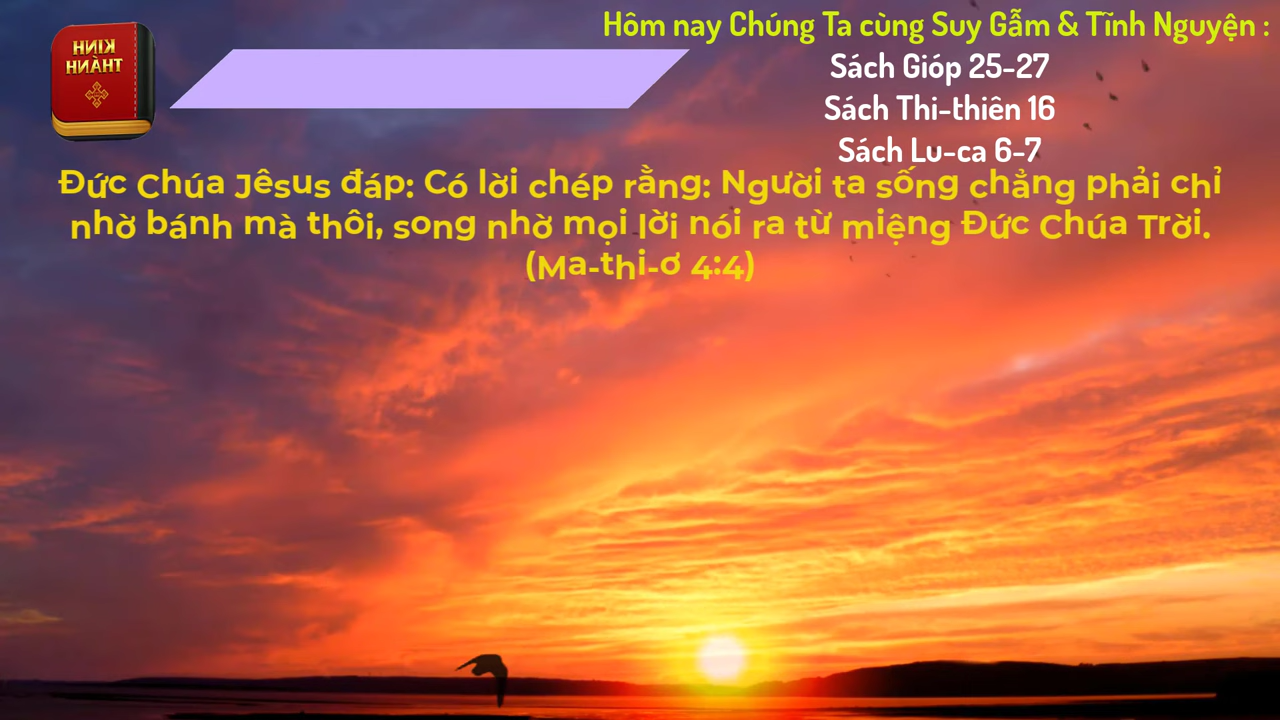 KINH
THÁNH
Hôm nay Chúng Ta cùng Suy Gẫm & Tĩnh Nguyện :
Sách Gióp 25-27
Sách Thi-thiên 16
Sách Lu-ca 6-7
Đức Chúa Jêsus đáp: Có lời chép rằng: Người ta sống chẳng phải chỉ
nhờ bánh mà thôi, song nhờ mọi lời nói ra từ miệng Đức Chúa Trời.
(Ma-thi-ơ 4:4)